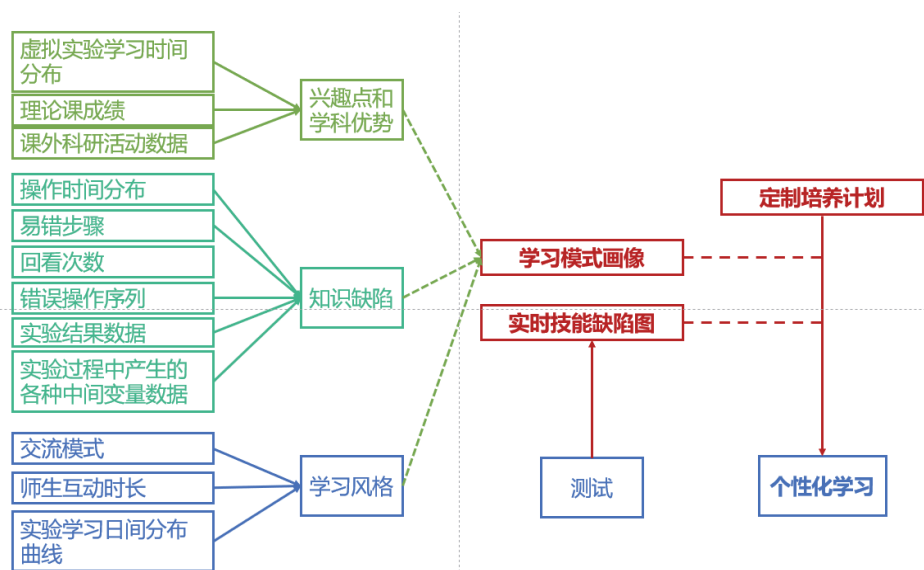 虚拟实验学习时间
分布
理论课成绩
课外科研活动数据
兴趣点和
学科优势
操作时间分布
易错步骤
回看次数
错误操作序列
实验结果数据
实验过程中产生的
各种中间变量数据
知识缺陷
交流模式
师生互动时长
实验学习日间分布
曲线
学习风格
学习模式画像
实时技能缺陷图
测试
定制培养计划
个性化学习